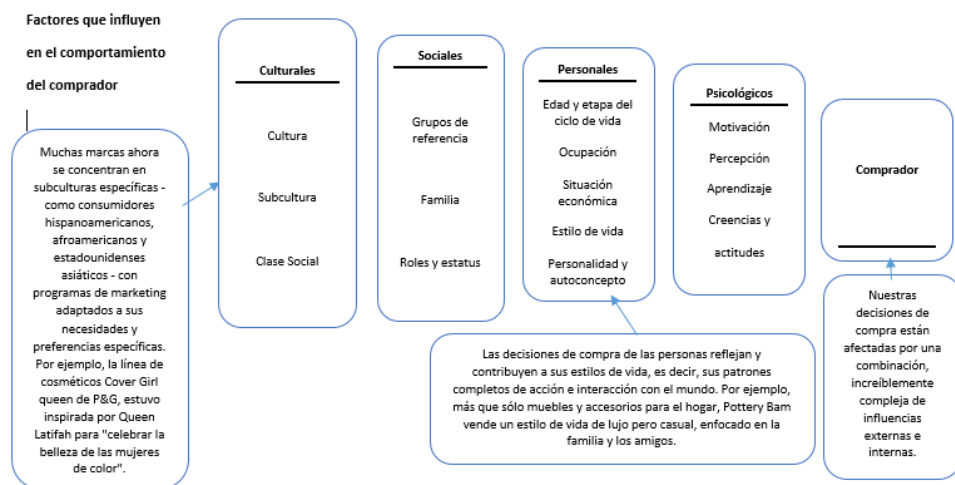 Factores que influyen
en el comportamiento
del comprador
Muchas marcas ahora
se concentran en
subculturas específicas -
como consumidores
hispanoamericanos,
afroamericanos y
estadounidenses
asiáticos - con
programas de marketing
adaptados a sus
necesidades y
preferencias específicas.
Por ejemplo, la línea de
cosméticos Cover Girl
queen de P&G, estuvo
inspirada por Queen
Latifah para "celebrar la
belleza de las mujeres
de color".
Culturales
Cultura
Subcultura
Clase Social
Sociales
Grupos de
referencia
Familia
Roles y estatus
Personales
Edad y etapa del
ciclo de vida
Ocupación
Situación
económica
Estilo de vida
Personalidad y
autoconcepto
Psicológicos
Motivación
Percepción
Aprendizaje
Creencias y
actitudes
Comprador
Las decisiones de compra de las personas reflejan y
contribuyen a sus estilos de vida, es decir, sus patrones
completos de acción e interacción con el mundo. Por ejemplo,
más que sólo muebles y accesorios para el hogar, Pottery Bam
vende un estilo de vida de lujo pero casual, enfocado en la
familia y los amigos.
Nuestras
decisiones de
compra están
afectadas por una
combinación,
increíblemente
compleja de
influencias
externas e
internas.